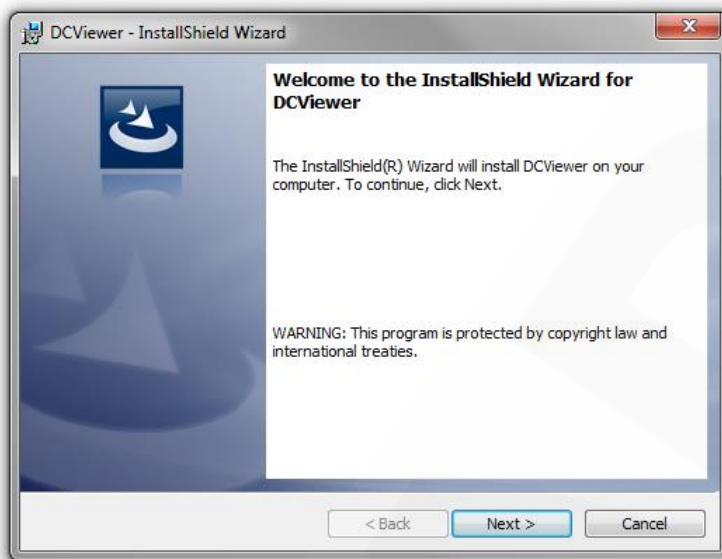 DCViewer - InstallShield Wizard
Welcome to the InstallShield Wizard for
DCViewer
The InstallShield(R) Wizard will install DCViewer on your
computer. To continue, click Next.
WARNING: This program is protected by copyright law and
international treaties.
< Back
Next >
Cancel